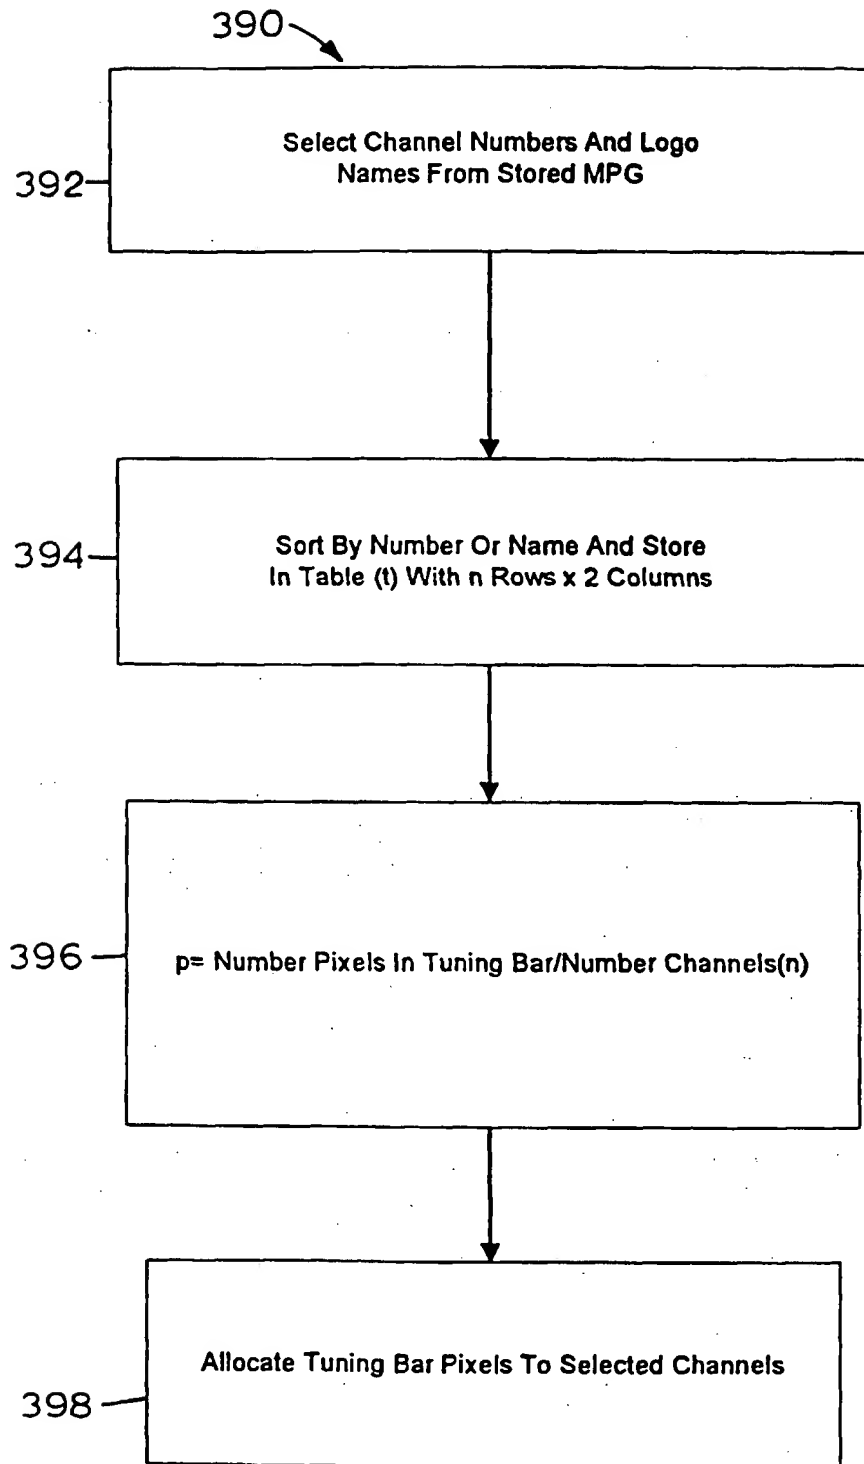 390
Select Channel Numbers And Logo
Names From Stored MPG
392
Sort By Number Or Name And Store
In Table (t) With n Rows x 2 Columns
394
p= Number Pixels In Tuning Bar/Number Channels(n)
396
Allocate Tuning Bar Pixels To Selected Channels
398